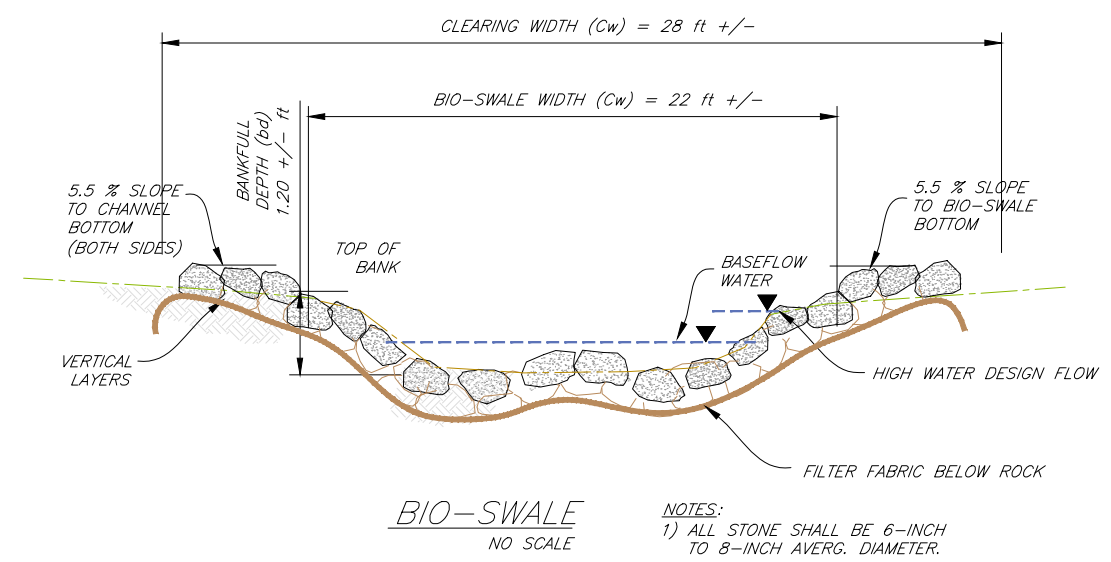 CLEARING WIDTH (Cw) = 28 ft +/-
BIO-SWALE WIDTH (Cw) = 22 ft +/-
BANKFULL
DEPTH (bd)
1.20 +/- ft
5.5 % SLOPE
TO CHANNEL
BOTTOM
(BOTH SIDES)
5.5 % SLOPE
TO BIO-SWALE
BOTTOM
TOP OF
BANK
BASEFLOW
WATER
VERTICAL
LAYERS
HIGH WATER DESIGN FLOW
FILTER FABRIC BELOW ROCK
BIO-SWALE
NO SCALE
NOTES:
1) ALL STONE SHALL BE 6-INCH
TO 8-INCH AVERG. DIAMETER.